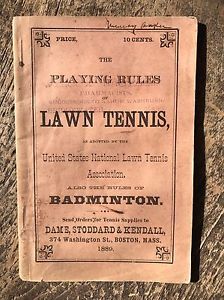 PRICE, 10 CENTS.
THE
PLAYING RULES
OF
LAWN TENNIS,
AS ADOPTED BY THE
United States National Lawn Tennis
Association.
ALSO THE RULES OF
BADMINTON.
Send Orders for Tennis Supplies to
DAME, STODDARD & KENDALL,
374 Washington St., BOSTON, MASS.
1889.